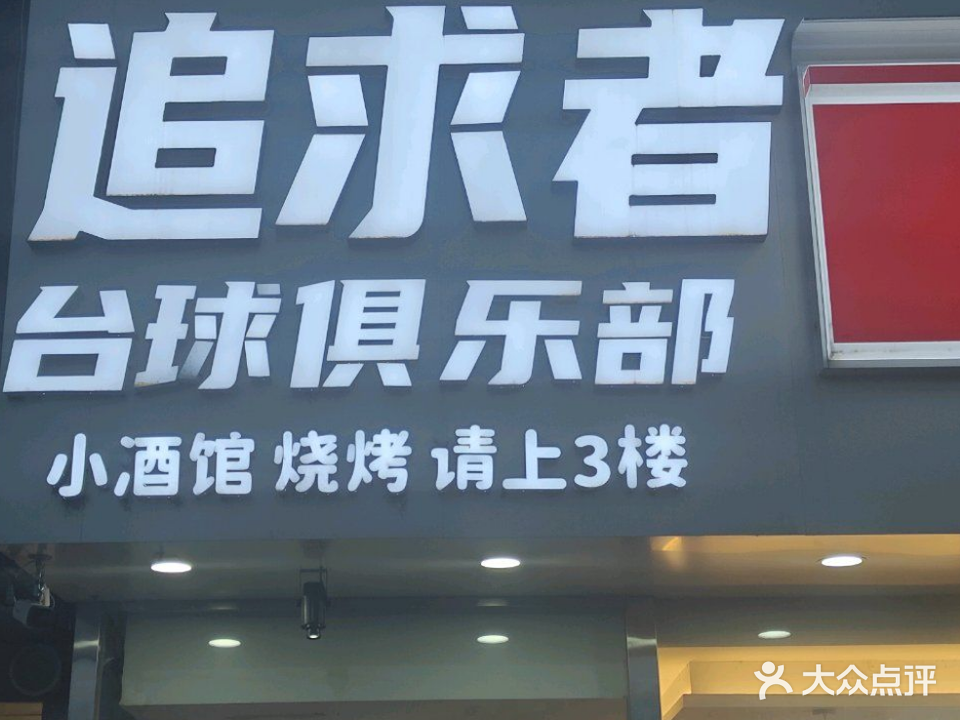 追求者
台球俱乐部
小酒馆 烧烤 请上3楼
大众点评